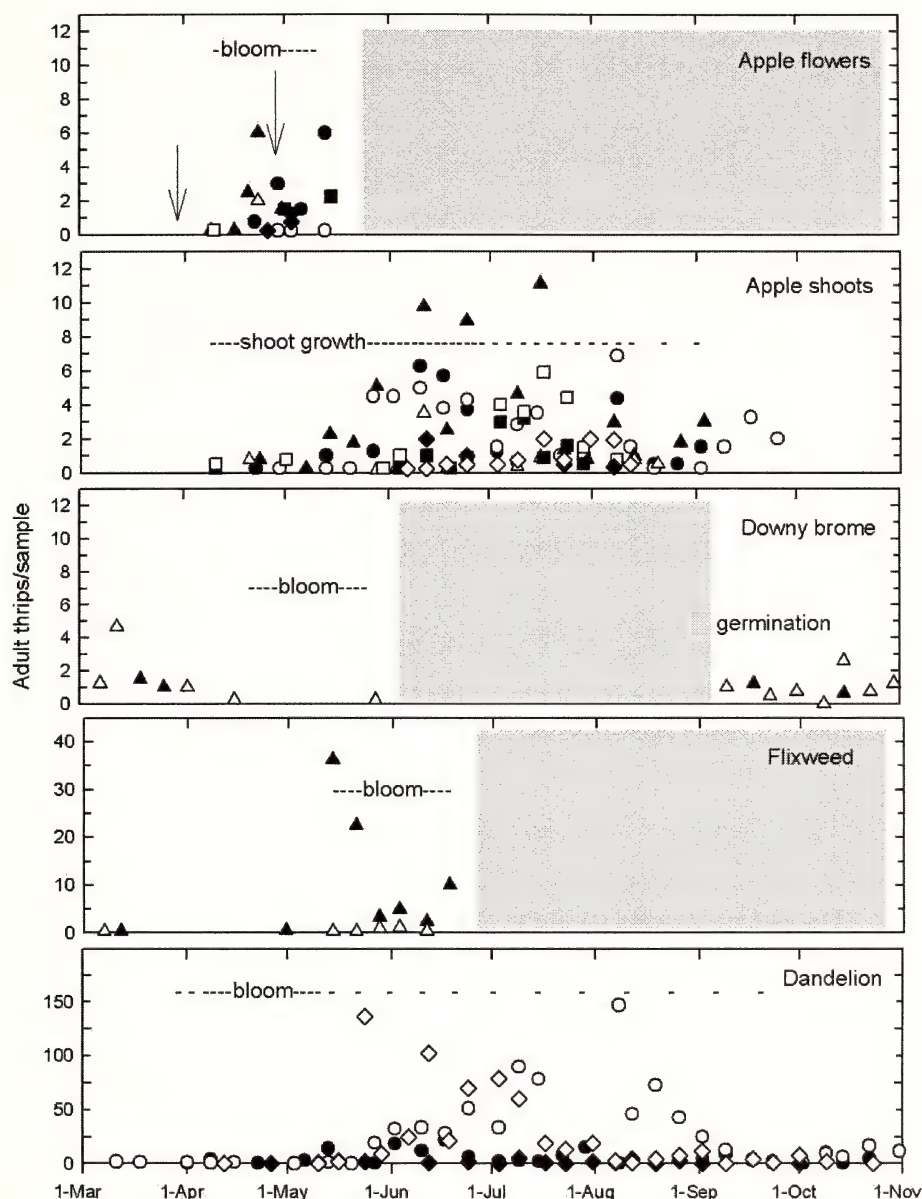 12
10
8
6
4
2
0
-bloom-----
Apple flowers
12
10
8
6
4
2
0
----shoot growth----
Apple shoots
Adult thrips/sample
12
10
8
6
4
2
0
----bloom----
Downy brome
germination
40
30
20
10
0
----bloom----
Flixweed
150
100
50
0
----bloom----
Dandelion
1-Mar 1-Apr 1-May 1-Jun 1-Jul 1-Aug 1-Sep 1-Oct 1-Nov